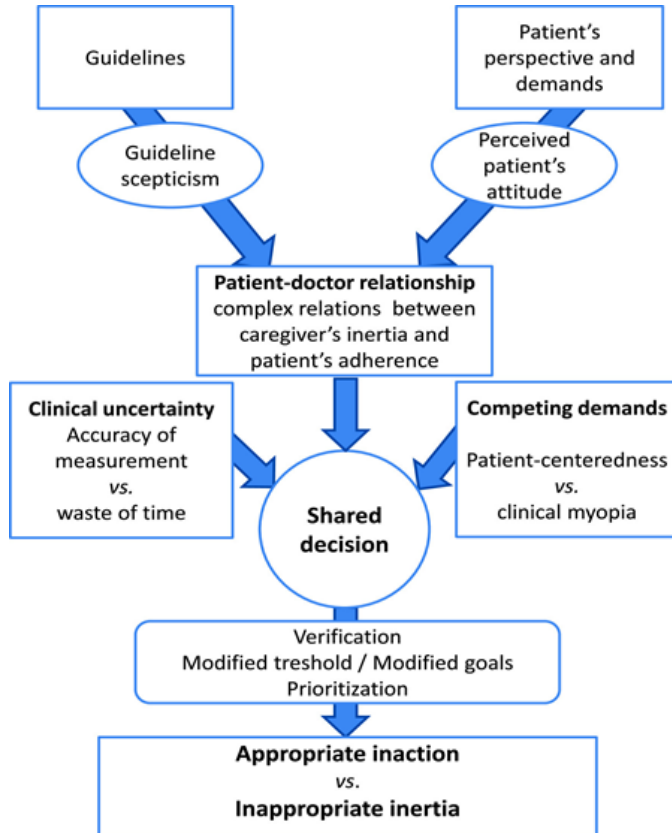 Guidelines
Patient's
perspective and
demands
Guideline
scepticism
Perceived
patient's
attitude
Patient-doctor relationship
complex relations between
caregiver's inertia and
patient's adherence
Clinical uncertainty
Accuracy of
measurement
vs.
waste of time
Competing demands
Patient-centeredness
vs.
clinical myopia
Shared
decision
Verification
Modified treshold / Modified goals
Prioritization
Appropriate inaction
vs.
Inappropriate inertia